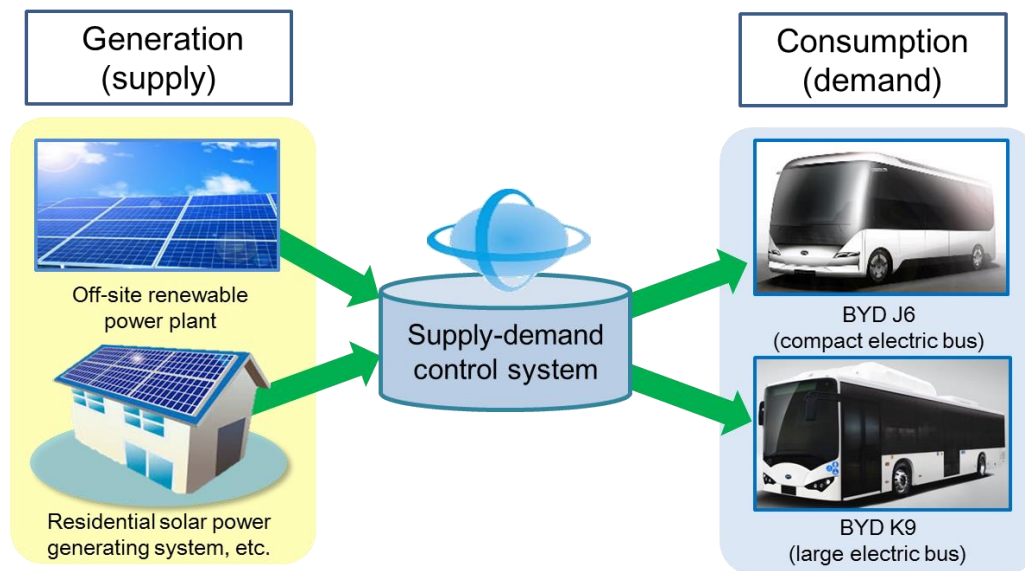 Generation
(supply)
Consumption
(demand)
Off-site renewable
power plant
Residential solar power
generating system, etc.
Supply-demand
control system
BYD J6
(compact electric bus)
BYD K9
(large electric bus)